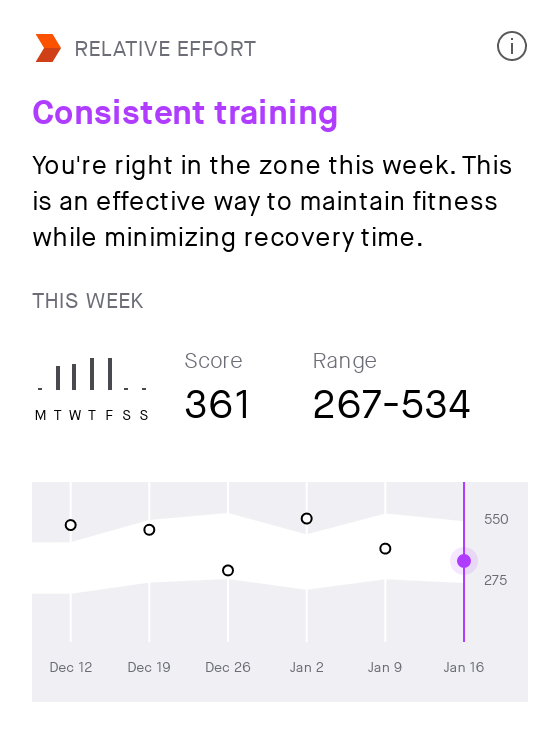 RELATIVE EFFORT
Consistent training
You're right in the zone this week. This
is an effective way to maintain fitness
while minimizing recovery time.
THIS WEEK
Score Range
361 267-534
M T W T F S S
550
275
Dec 12 Dec 19 Dec 26 Jan 2 Jan 9 Jan 16